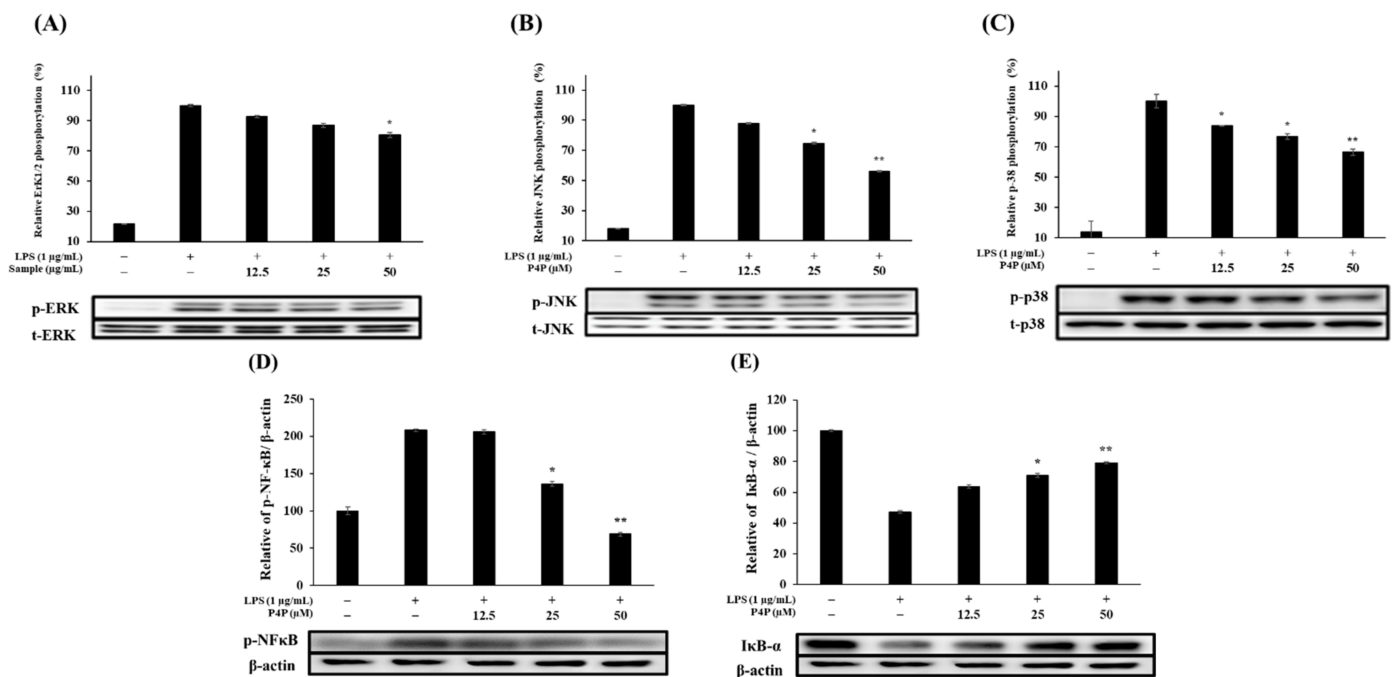 (A)
Relative ErK1/2 phosphorylation (%)
110
90
70
50
30
10
*
LPS (1 µg/mL) – + + + +
Sample (µg/mL) – – 12.5 25 50
p-ERK
t-ERK
(B)
Relative JNK phosphorylation (%)
110
90
70
50
30
10
* **
LPS (1 µg/mL) – + + + +
P4P (µM) – – 12.5 25 50
p-JNK
t-JNK
(C)
Relative p-38 phosphorylation (%)
110
90
70
50
30
10
* * **
LPS (1 µg/mL) – + + + +
P4P (µM) – – 12.5 25 50
p-p38
t-p38
(D)
Relative of p-NF-κB/ β-actin
250
200
150
100
50
0
* **
LPS (1 µg/mL) – + + + +
P4P (µM) – – 12.5 25 50
p-NFκB
β-actin
(E)
Relative of IκB-α / β-actin
120
100
80
60
40
20
0
* **
LPS (1 µg/mL) – + + + +
P4P (µM) – – 12.5 25 50
IκB-α
β-actin